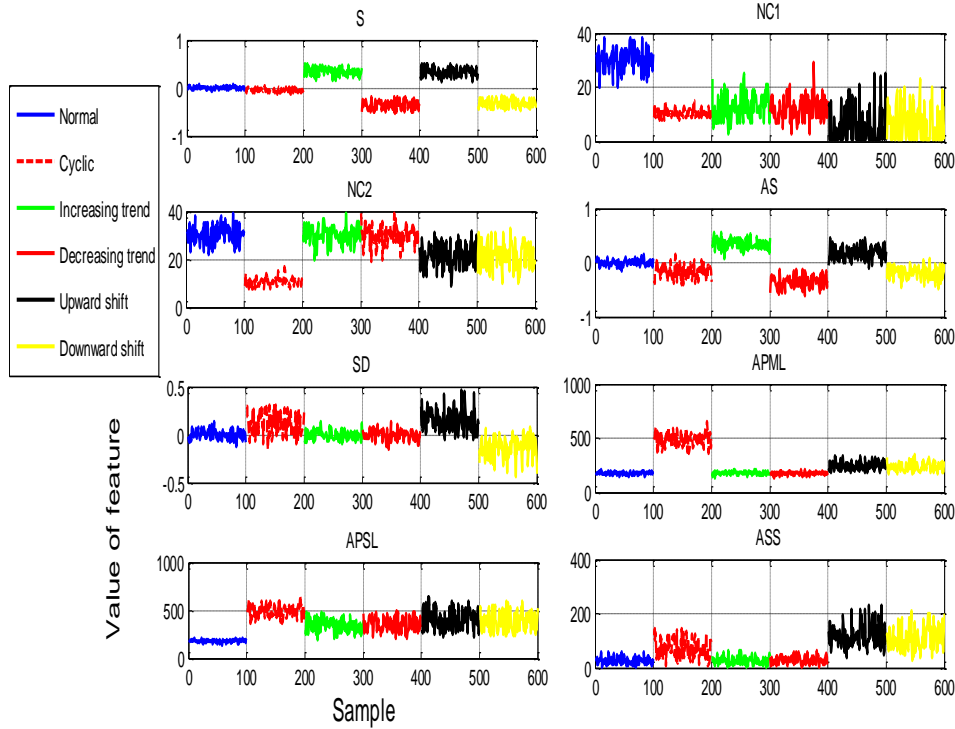 S
1
0
-1
0 100 200 300 400 500 600
NC1
40
20
0
0 100 200 300 400 500 600
Normal
Cyclic
Increasing trend
Decreasing trend
Upward shift
Downward shift
NC2
40
20
0
0 100 200 300 400 500 600
AS
1
0
-1
0 100 200 300 400 500 600
SD
0.5
0
-0.5
0 100 200 300 400 500 600
APML
1000
500
0
0 100 200 300 400 500 600
APSL
1000
500
0
0 100 200 300 400 500 600
ASS
400
200
0
0 100 200 300 400 500 600
Value of feature
Sample